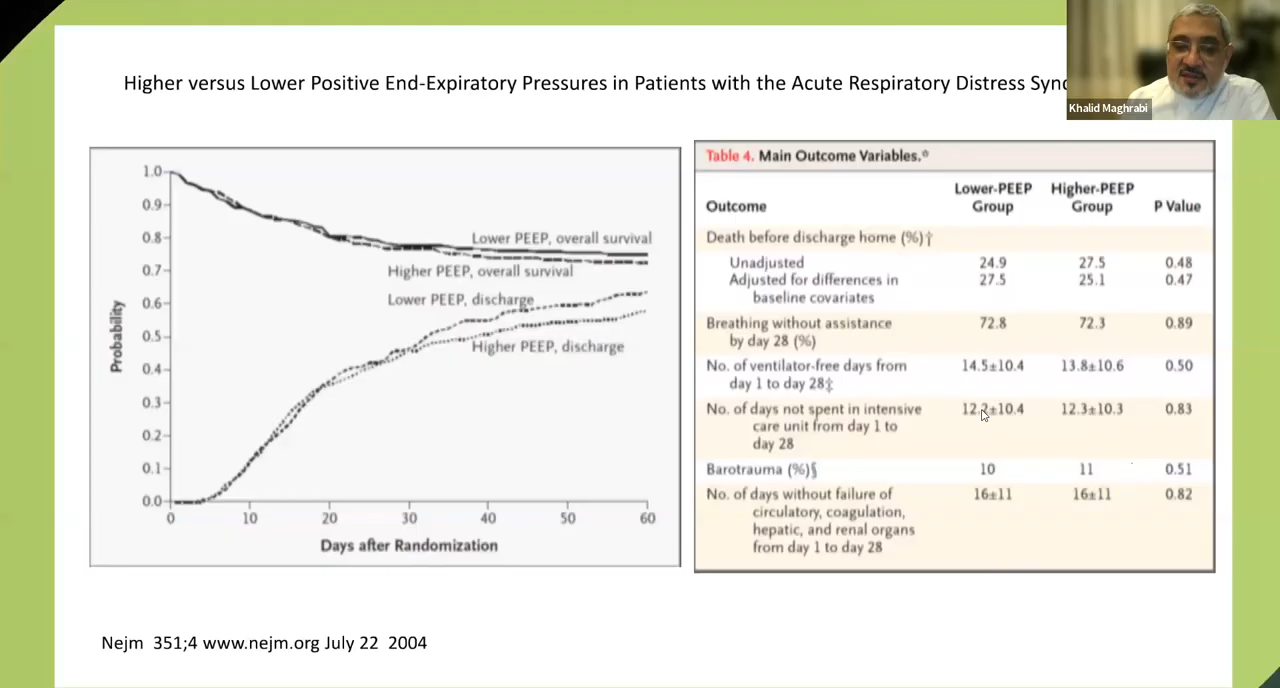 Higher versus Lower Positive End-Expiratory Pressures in Patients with the Acute Respiratory Distress
Khalid Maghrabi
1.0
0.9
0.8
0.7
0.6
0.5
0.4
0.3
0.2
0.1
0.0
Probability
Lower PEEP, overall survival
Higher PEEP, overall survival
Lower PEEP, discharge
Higher PEEP, discharge
0 10 20 30 40 50 60
Days after Randomization
Table 4. Main Outcome Variables.*
Lower-PEEP Higher-PEEP
Outcome Group Group P Value
Death before discharge home (%)†
Unadjusted 24.9 27.5 0.48
Adjusted for differences in 27.5 25.1 0.47
baseline covariates
Breathing without assistance 72.8 72.3 0.89
by day 28 (%)
No. of ventilator-free days from 14.5±10.4 13.8±10.6 0.50
day 1 to day 28‡
No. of days not spent in intensive 12.2±10.4 12.3±10.3 0.83
care unit from day 1 to
day 28
Barotrauma (%)§ 10 11 0.51
No. of days without failure of 16±11 16±11 0.82
circulatory, coagulation,
hepatic, and renal organs
from day 1 to day 28
Nejm 351;4 www.nejm.org July 22 2004